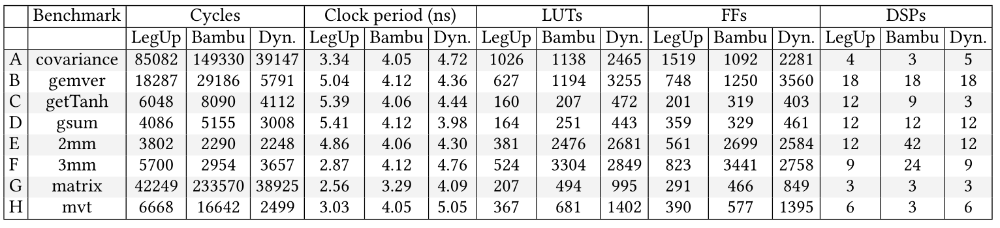 Benchmark Cycles Clock period (ns) LUTs FFs DSPs
LegUp Bambu Dyn. LegUp Bambu Dyn. LegUp Bambu Dyn. LegUp Bambu Dyn. LegUp Bambu Dyn.
A covariance 85082 149330 39147 3.34 4.05 4.72 1026 1138 2465 1519 1092 2281 4 3 5
B gemver 18287 29186 5791 5.04 4.12 4.36 627 1194 3255 748 1250 3560 18 18 18
C getTanh 6048 8090 4112 5.39 4.06 4.44 160 207 472 201 319 403 12 9 3
D gsum 4086 5155 3008 5.41 4.12 3.98 164 251 443 359 329 461 12 12 12
E 2mm 3802 2290 2248 4.86 4.06 4.30 381 2476 2681 561 2699 2584 12 42 12
F 3mm 5700 2954 3657 2.87 4.12 4.76 524 3304 2849 823 3441 2758 9 24 9
G matrix 42249 233570 38925 2.56 3.29 4.09 207 494 995 291 466 849 3 3 3
H mvt 6668 16642 2499 3.03 4.05 5.05 367 681 1402 390 577 1395 6 3 6